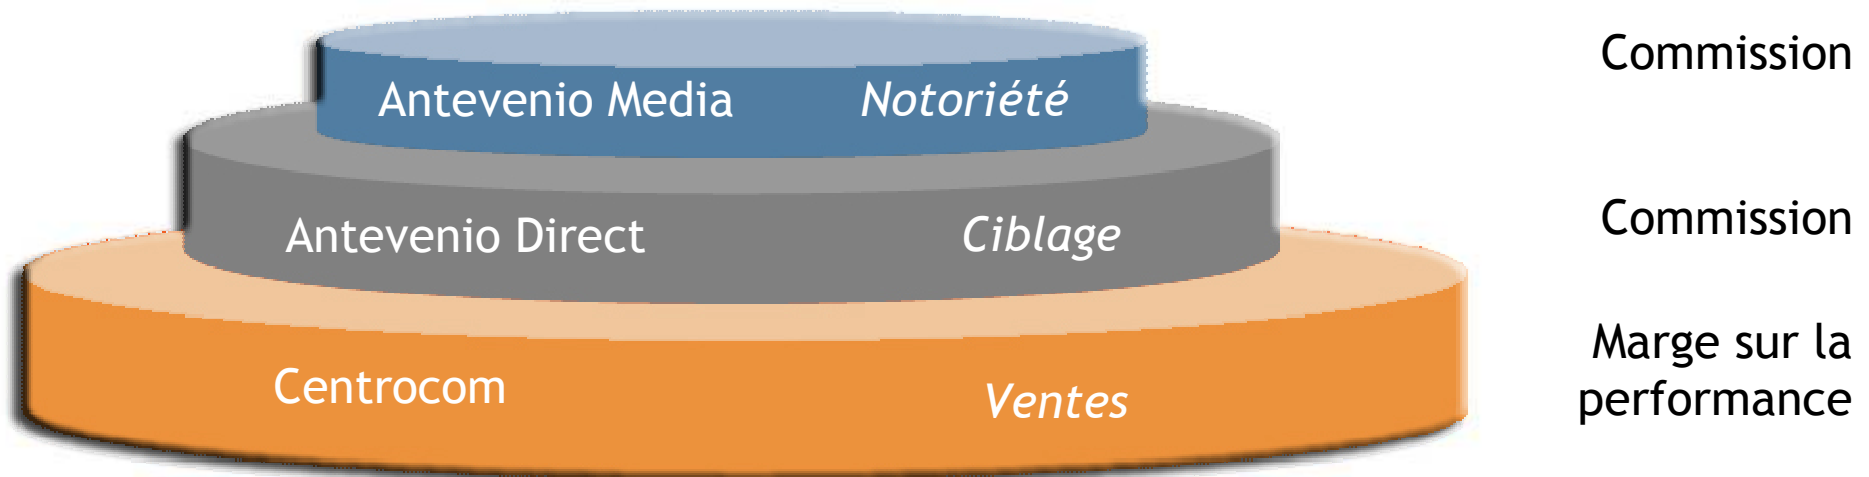 Commission
Antevenio Media Notoriété
Commission
Antevenio Direct Ciblage
Marge sur la
performance
Centrocom Ventes